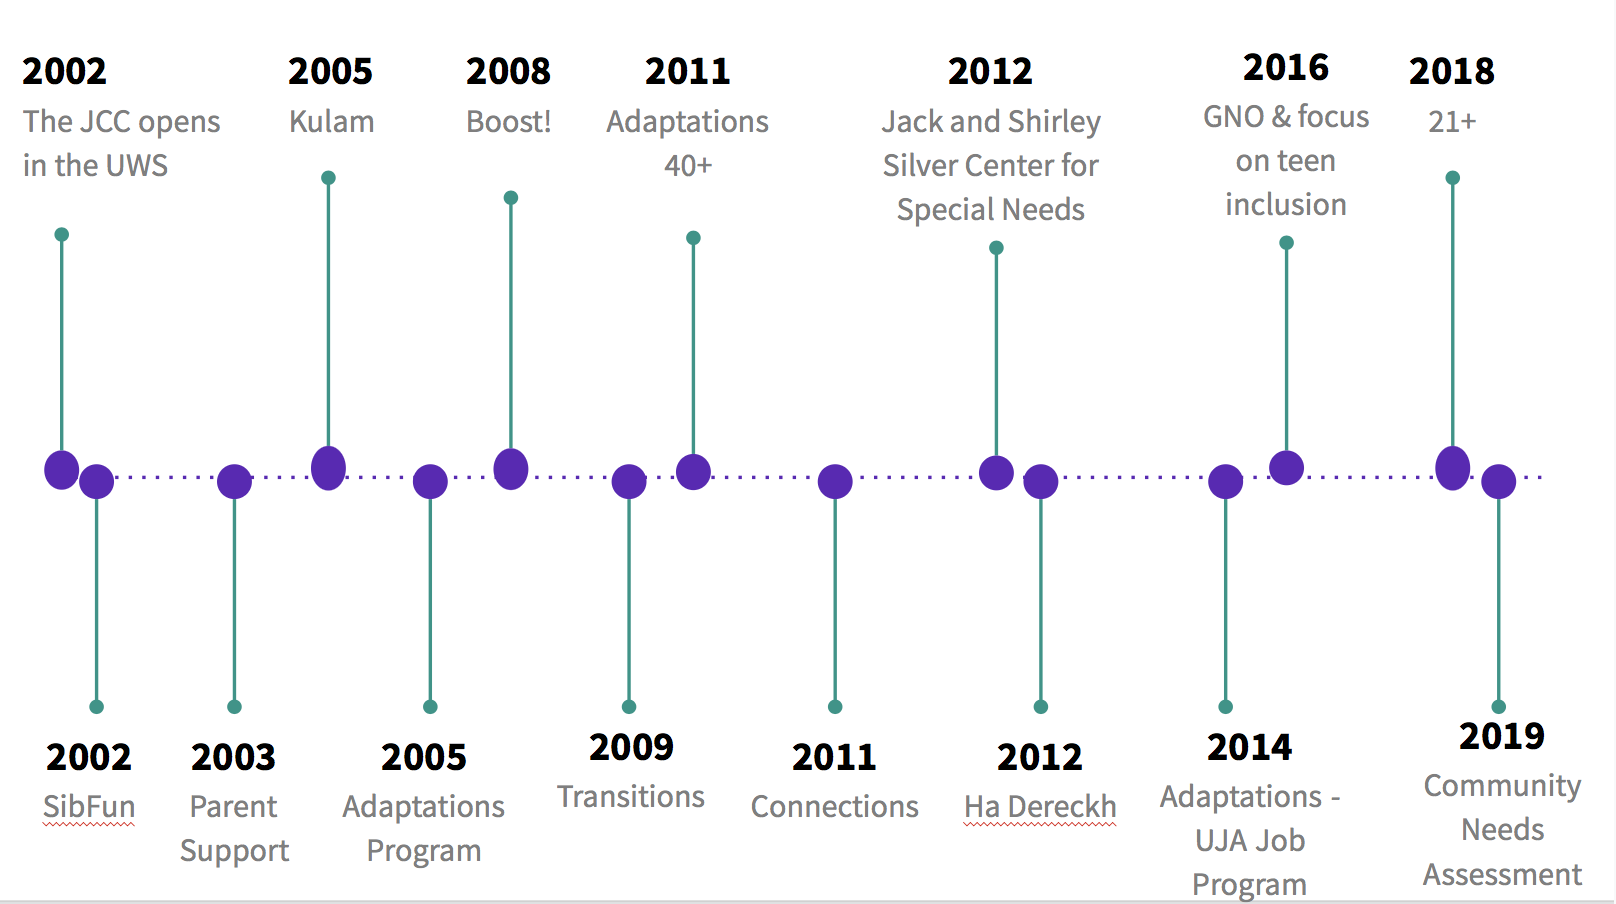 2002
The JCC opens
in the UWS
2005
Kulam
2008
Boost!
2011
Adaptations
40+
2012
Jack and Shirley
Silver Center for
Special Needs
2016
GNO & focus
on teen
inclusion
2018
21+
2002
SibFun
2003
Parent
Support
2005
Adaptations
Program
2009
Transitions
2011
Connections
2012
Ha Dereckh
2014
Adaptations -
UJA Job
Program
2019
Community
Needs
Assessment